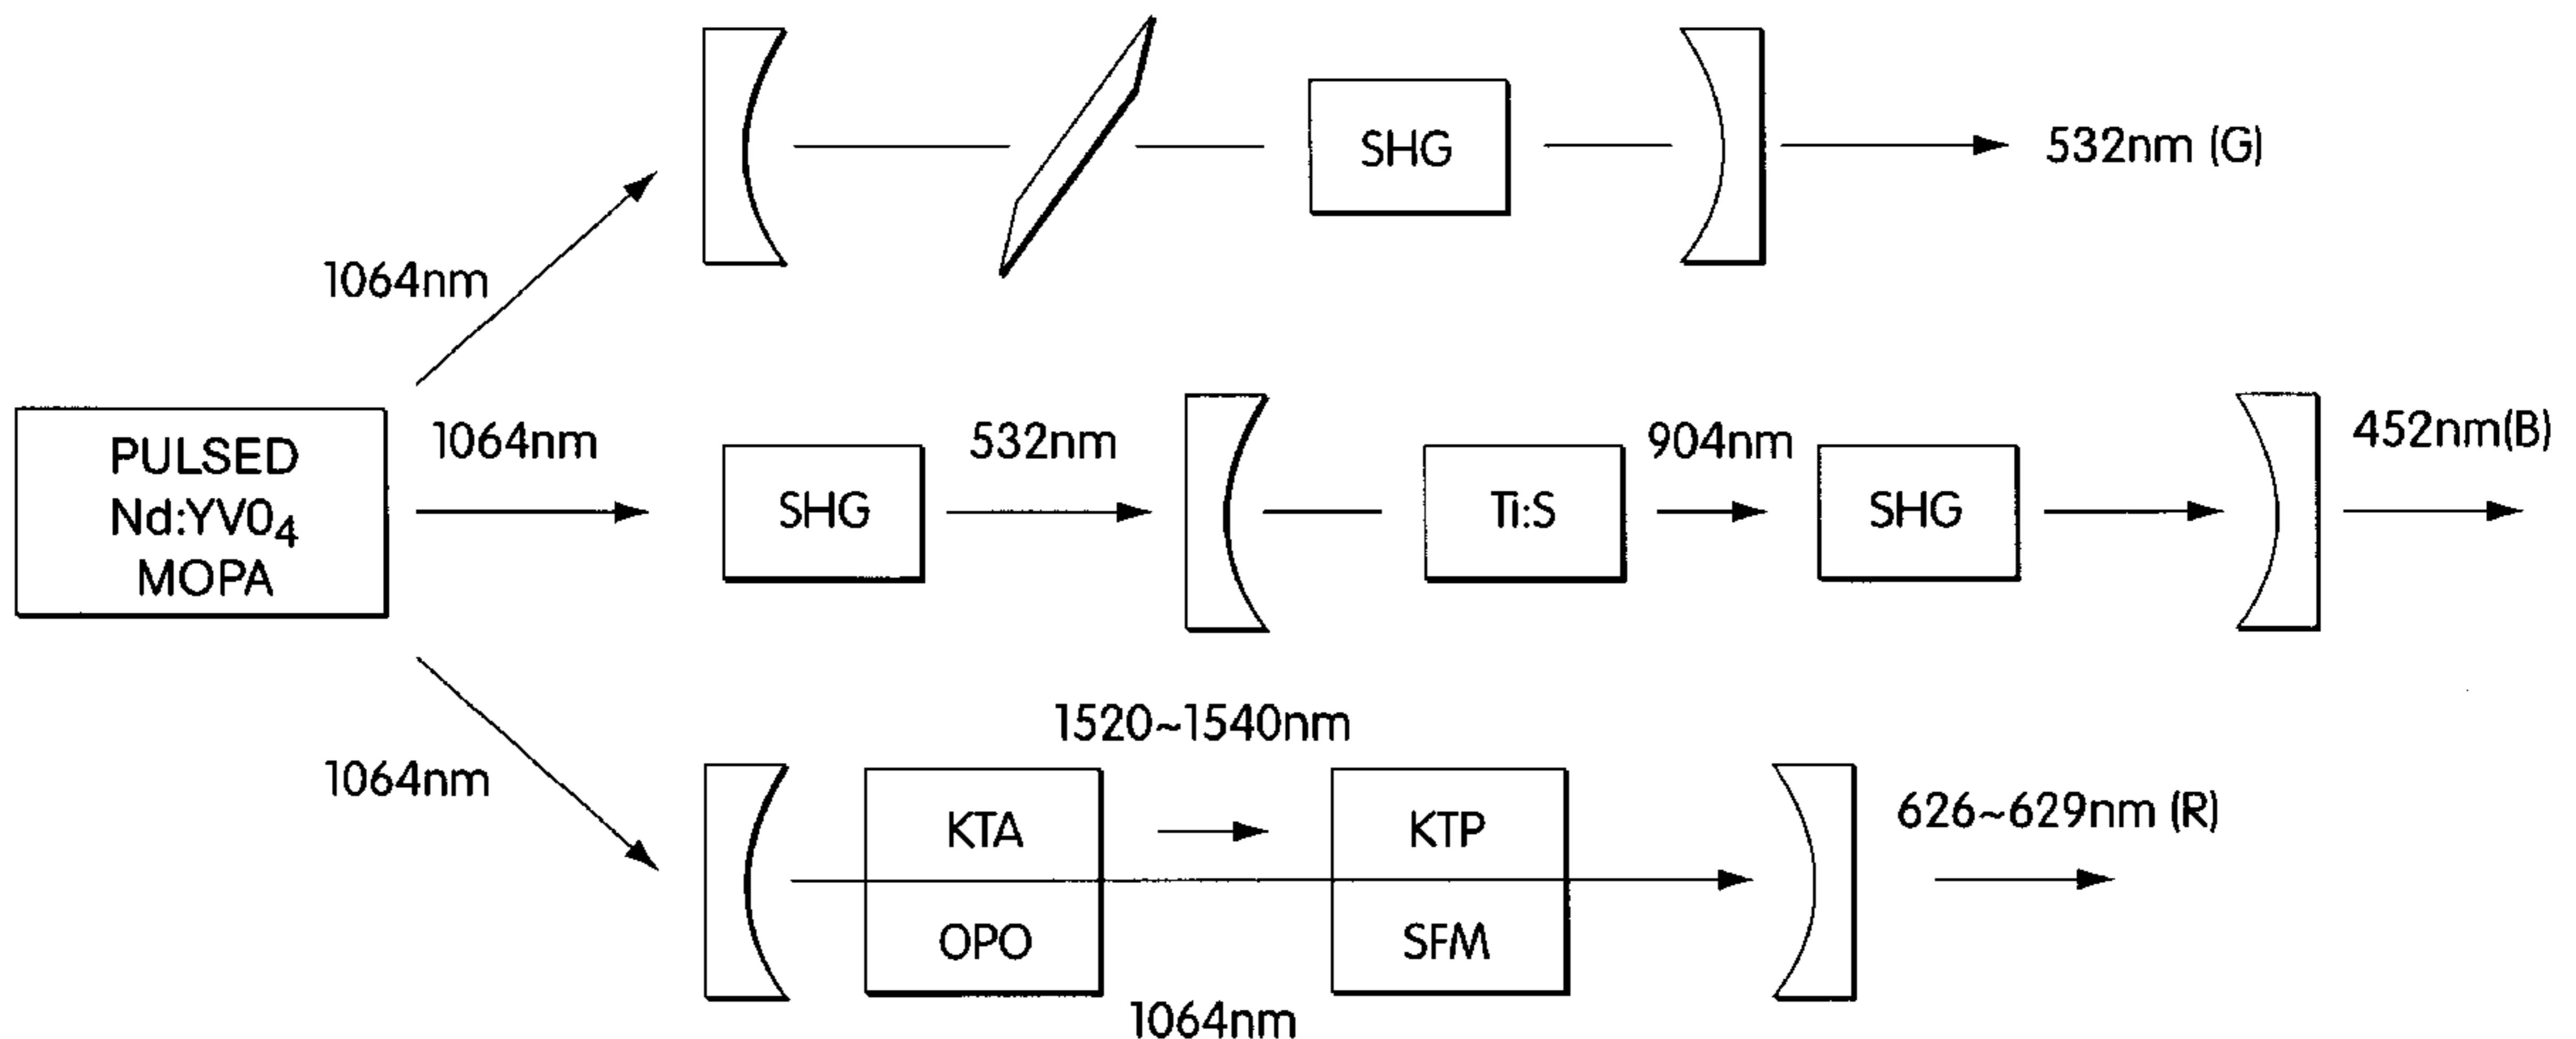 SHG
532nm (G)
1064nm
PULSED
Nd:YVO4
MOPA
1064nm
SHG
532nm
Ti:S
904nm
SHG
452nm(B)
1064nm
1520~1540nm
KTA
OPO
KTP
SFM
626~629nm (R)
1064nm